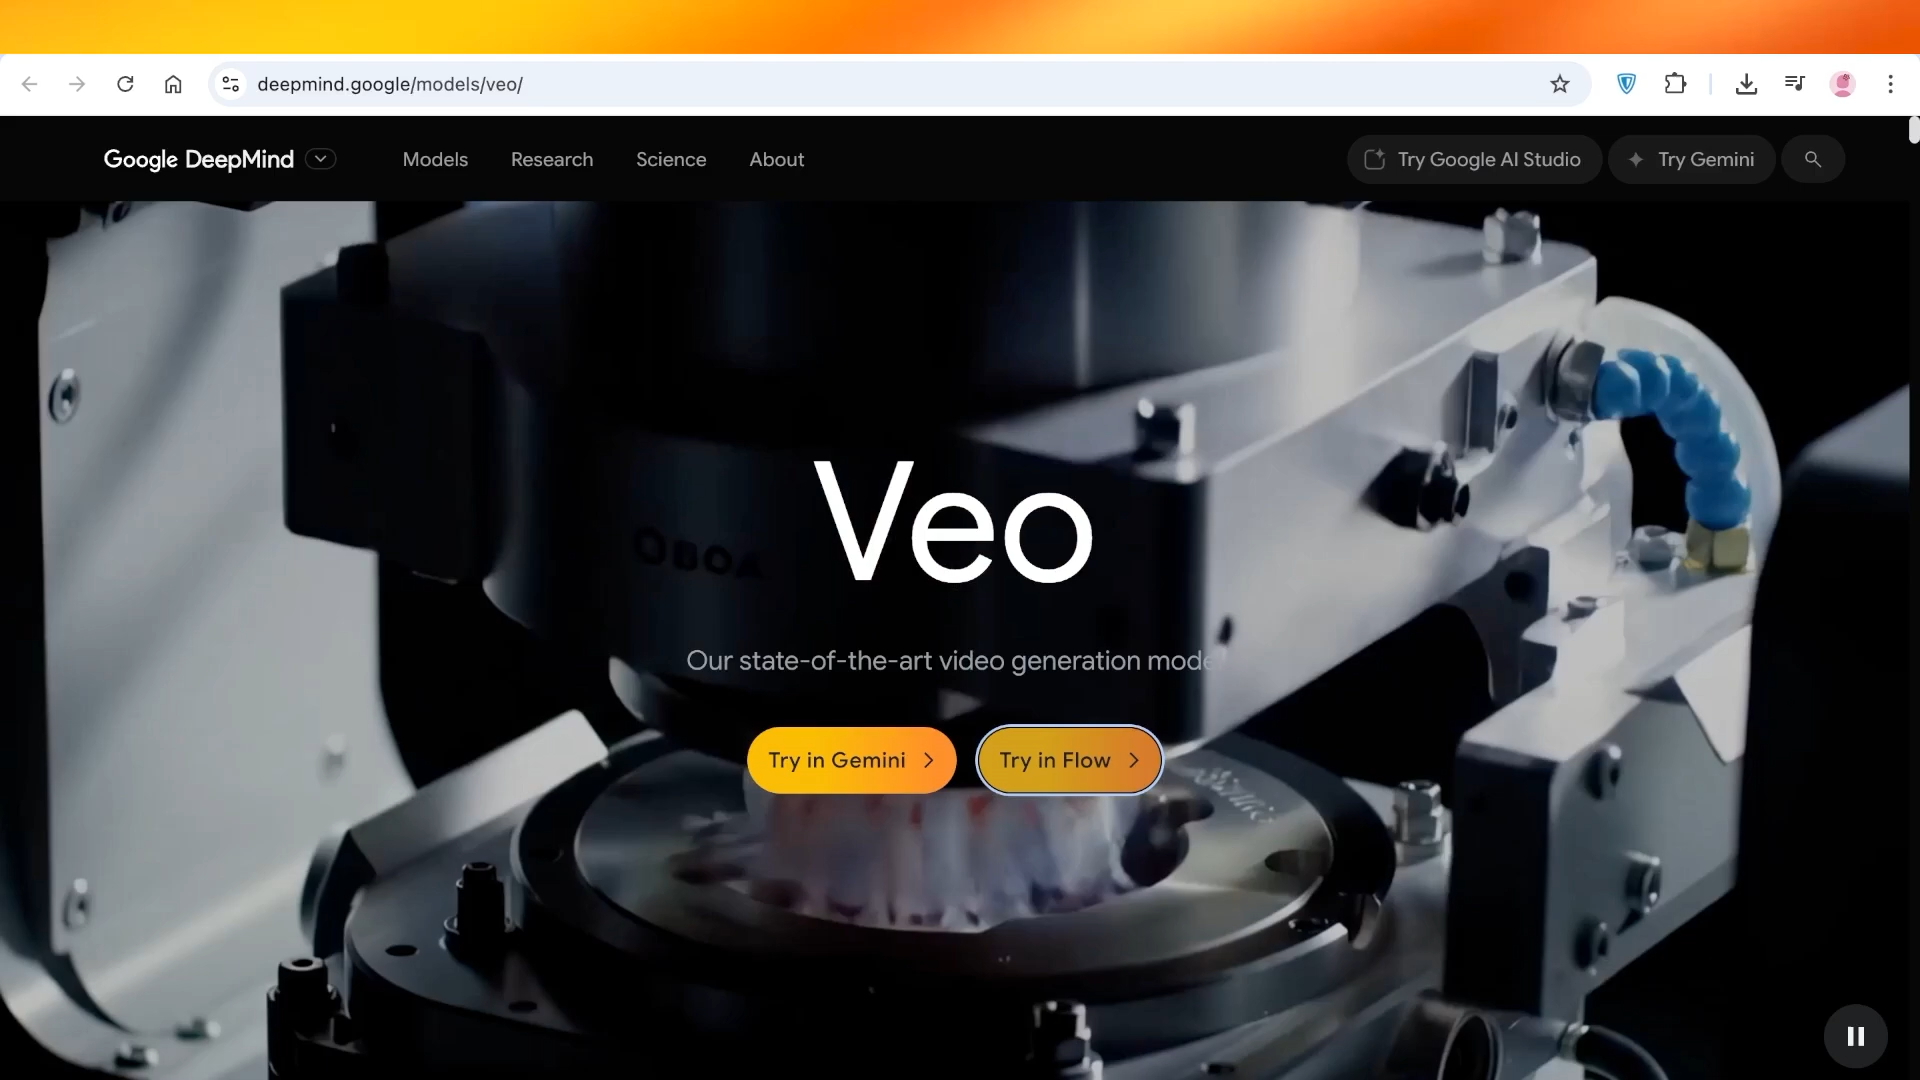 deepmind.google/models/veo/
Google DeepMind
Models Research Science About
Try Google AI Studio
Try Gemini
Veo
Our state-of-the-art video generation model
Try in Gemini
Try in Flow